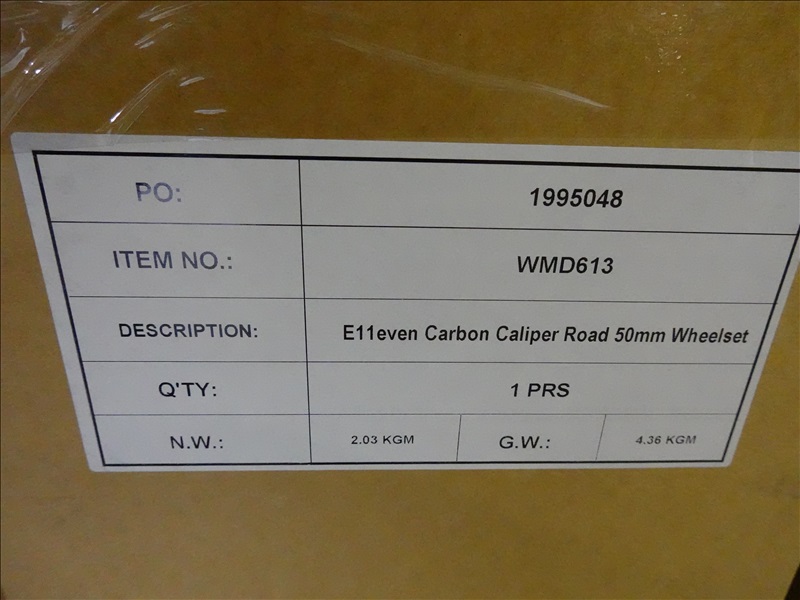 PO: 1995048
ITEM NO.: WMD613
DESCRIPTION: E11even Carbon Caliper Road 50mm Wheelset
Q'TY: 1 PRS
N.W.: 2.03 KGM G.W.: 4.36 KGM